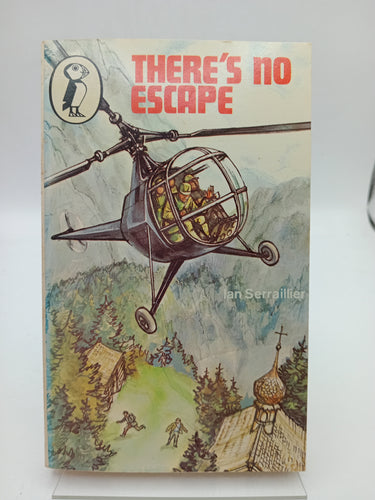 THERE'S NO
ESCAPE
Ian Serraillier